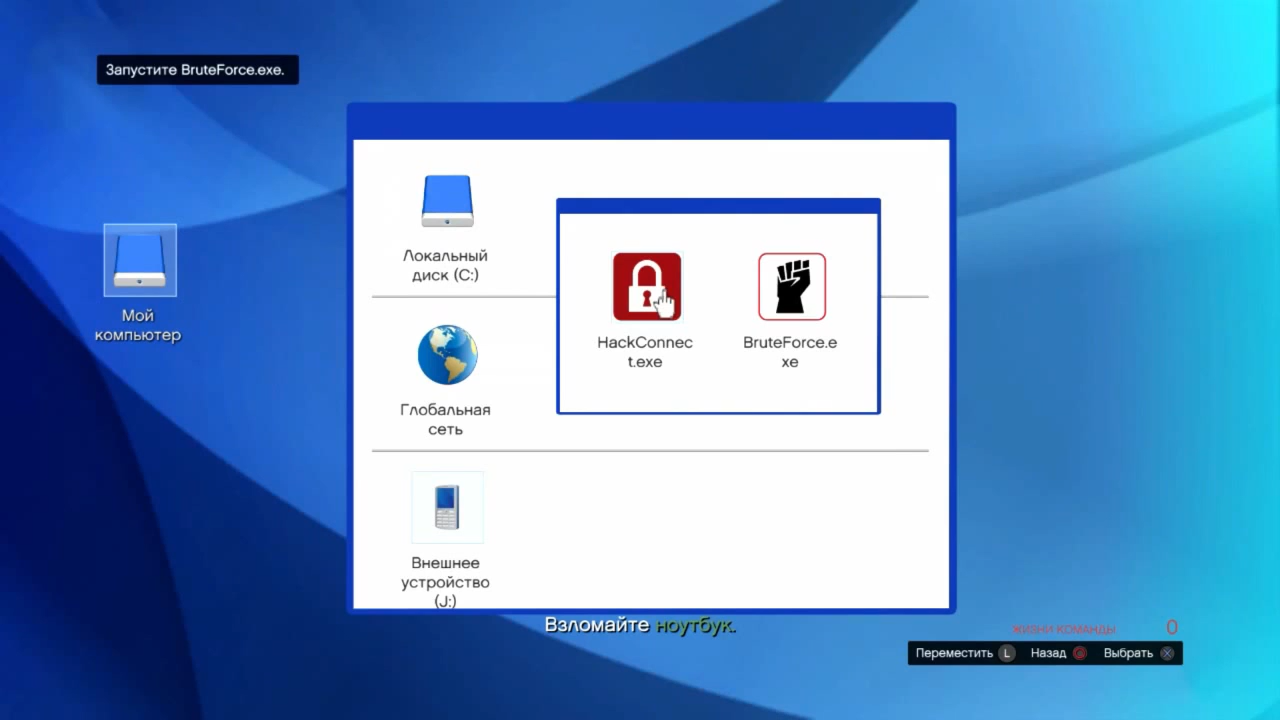 Запустите BruteForce.exe.
Локальный
диск (C:)
HackConnec
t.exe
BruteForce.e
xe
Мой
компьютер
Глобальная
сеть
Внешнее
устройство
(J:)
Взломайте ноутбук.
ЖИЗНИ КОМАНДЫ 0
Переместить L Назад Выбрать